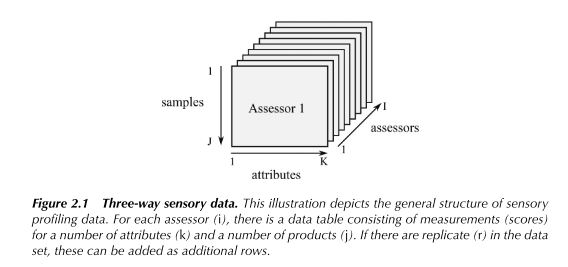 1
samples
Assessor 1
J
I
assessors
1
1 K
attributes
Figure 2.1 Three-way sensory data. This illustration depicts the general structure of sensory
profiling data. For each assessor (i), there is a data table consisting of measurements (scores)
for a number of attributes (k) and a number of products (j). If there are replicate (r) in the data
set, these can be added as additional rows.